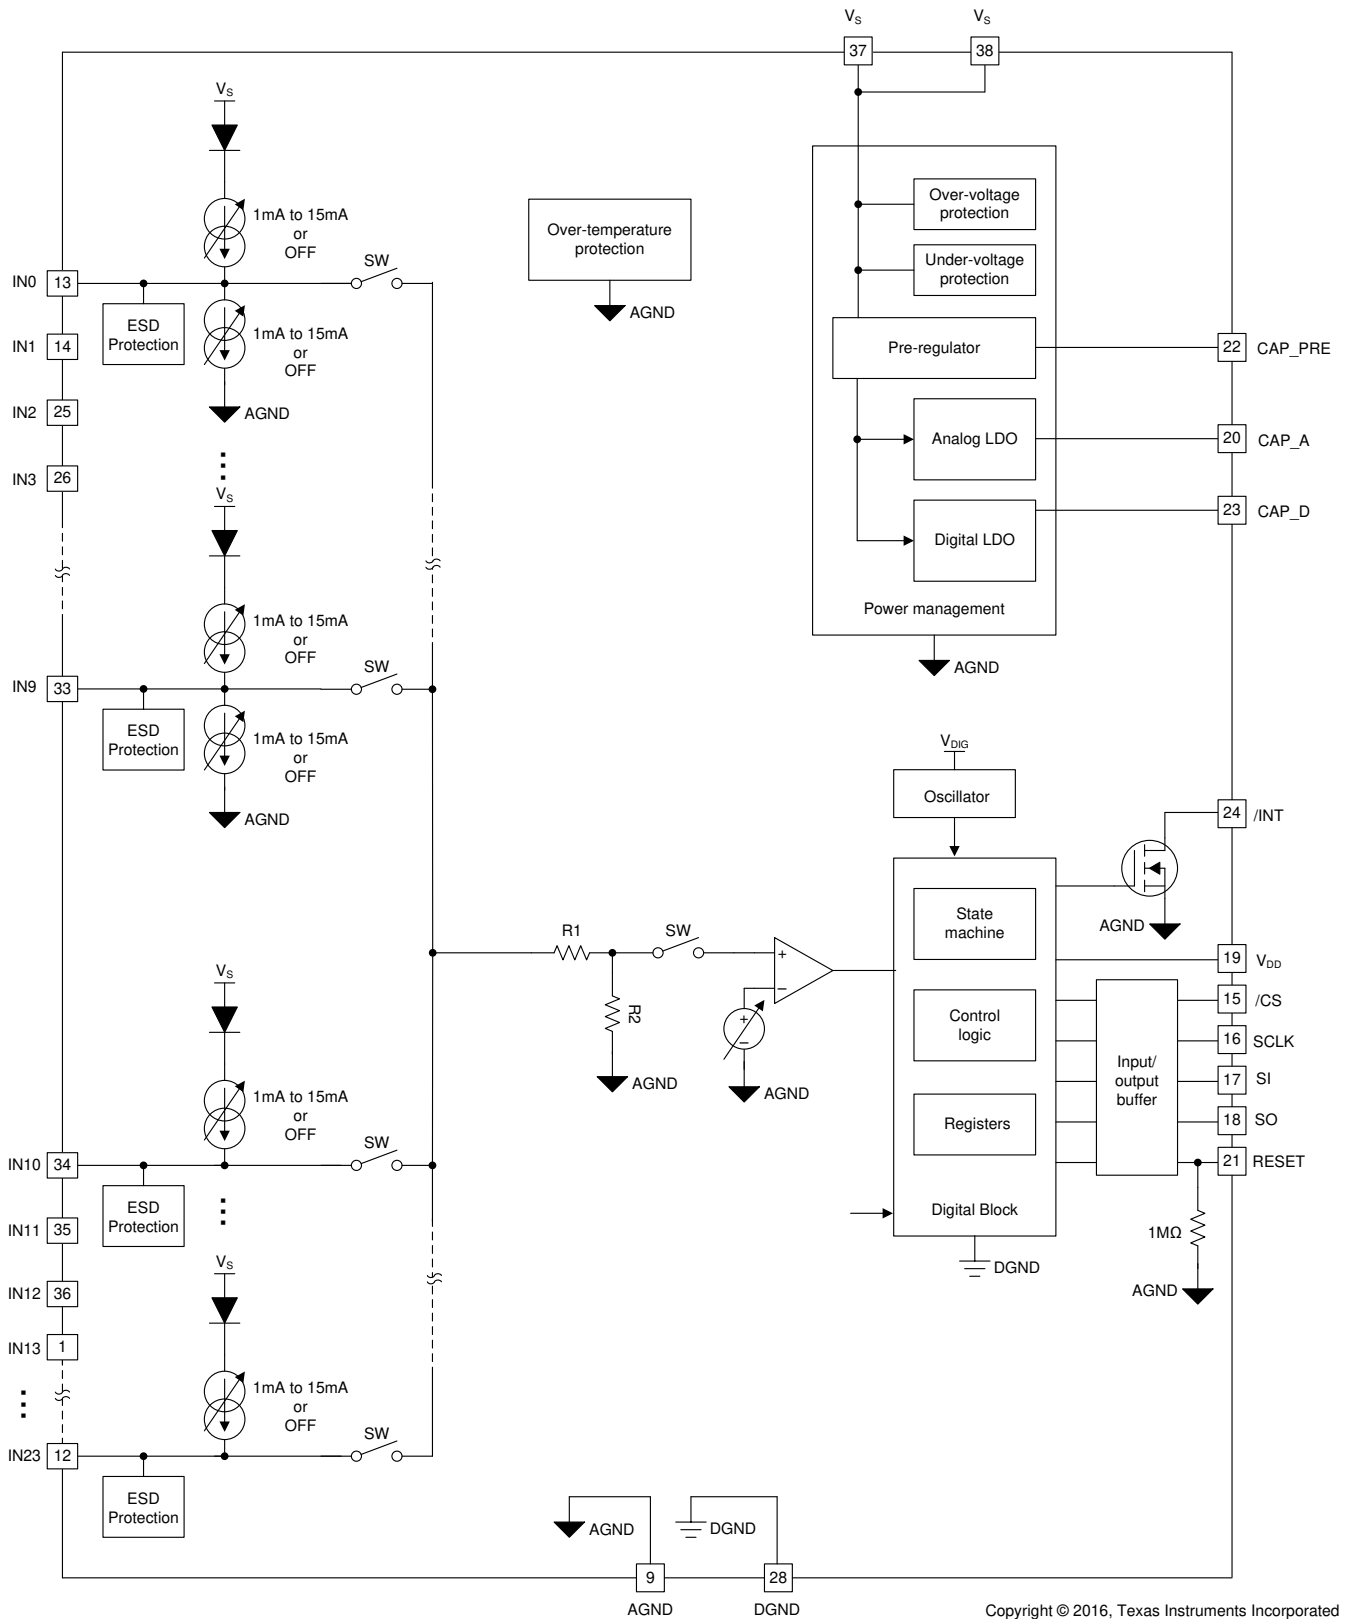 VS
VS
37
38
VS
1mA to 15mA
or
OFF
SW
IN0
13
ESD
Protection
1mA to 15mA
or
OFF
AGND
IN1
14
IN2
25
IN3
26
Over-temperature
protection
AGND
Over-voltage
protection
Under-voltage
protection
Pre-regulator
22
CAP_PRE
Analog LDO
20
CAP_A
Digital LDO
23
CAP_D
Power management
AGND
VS
1mA to 15mA
or
OFF
SW
IN9
33
ESD
Protection
1mA to 15mA
or
OFF
AGND
VDIG
Oscillator
24
/INT
AGND
State
machine
Control
logic
Registers
Digital Block
DGND
R1
SW
+
−
R2
+
−
AGND
AGND
19
VDD
15
/CS
16
SCLK
17
SI
18
SO
21
RESET
Input/
output
buffer
1MΩ
AGND
VS
1mA to 15mA
or
OFF
SW
IN10
34
ESD
Protection
IN11
35
IN12
36
IN13
1
VS
1mA to 15mA
or
OFF
SW
IN23
12
ESD
Protection
AGND
DGND
9
28
AGND
DGND
Copyright © 2016, Texas Instruments Incorporated